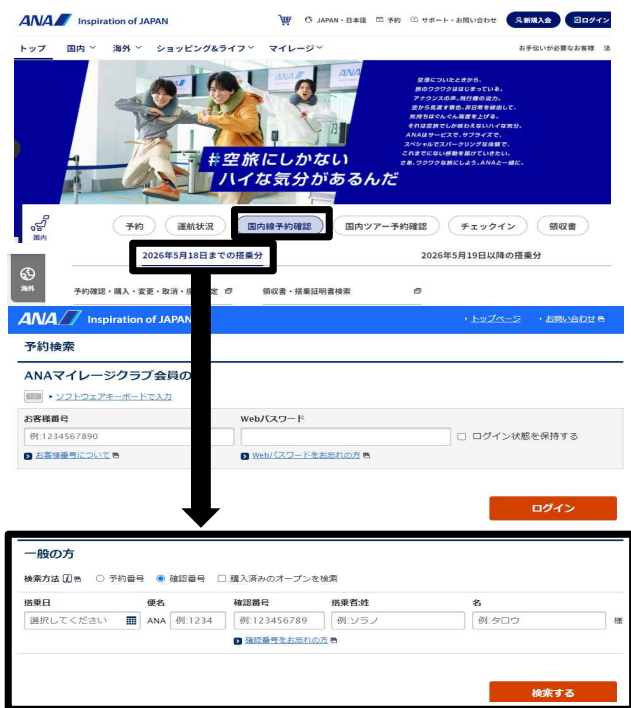 ANA Inspiration of JAPAN
JAPAN・日本語 予約 サポート・お問い合わせ 新規入会 ログイン
トップ 国内 海外 ショッピング&ライフ マイレージ お手伝いが必要なお客様 法
空港についたときから、
旅のワクワクははじまっている。
アナウンスの声。飛行機の迫力。
空から見渡す景色。非日常を経由して、
気持ちはぐんぐん高度を上げる。
それは空旅でしか味わえないハイな気分。
ANAはサービスで、サプライズで、
スペシャルでスパークリングな体験で、
これまでにない感動を届けていきたい。
さあ、ワクワクな旅にしよう。ANAと一緒に。
#空旅にしかない
ハイな気分があるんだ
国内 予約 運航状況 国内線予約確認 国内ツアー予約確認 チェックイン 領収書
2026年5月18日までの搭乗分 2026年5月19日以降の搭乗分
海外
予約確認・購入・変更・取消・座 定 領収書・搭乗証明書検索
ANA Inspiration of JAPAN ・トップページ ・お問い合わせ
予約検索
ANAマイレージクラブ会員の
ソフトウェアキーボードで入力
お客様番号 Webパスワード
例:1234567890 ログイン状態を保持する
お客様番号について Webパスワードをお忘れの方
ログイン
一般の方
検索方法 予約番号 確認番号 購入済みのオープンを検索
搭乗日 便名 確認番号 搭乗者:姓 名
選択してください ANA 例:1234 例:123456789 例:ソラノ 例:タロウ 様
確認番号をお忘れの方
検索する